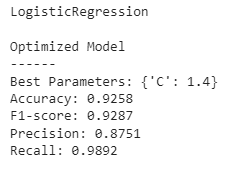 LogisticRegression
Optimized Model
------
Best Parameters: {'C': 1.4}
Accuracy: 0.9258
F1-score: 0.9287
Precision: 0.8751
Recall: 0.9892